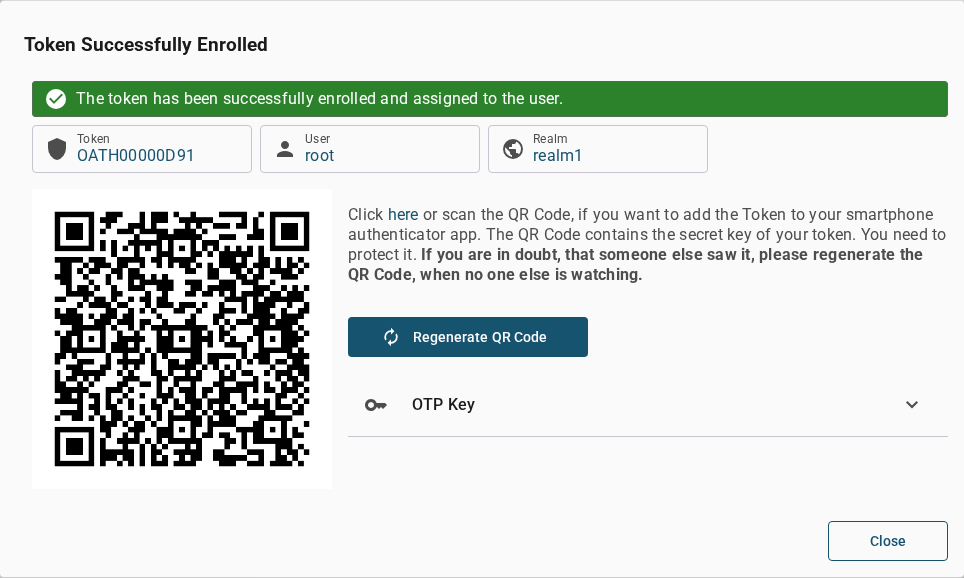 Token Successfully Enrolled
The token has been successfully enrolled and assigned to the user.
Token
OATH00000D91
User
root
Realm
realm1
Click here or scan the QR Code, if you want to add the Token to your smartphone
authenticator app. The QR Code contains the secret key of your token. You need to
protect it. If you are in doubt, that someone else saw it, please regenerate the
QR Code, when no one else is watching.
Regenerate QR Code
OTP Key
Close